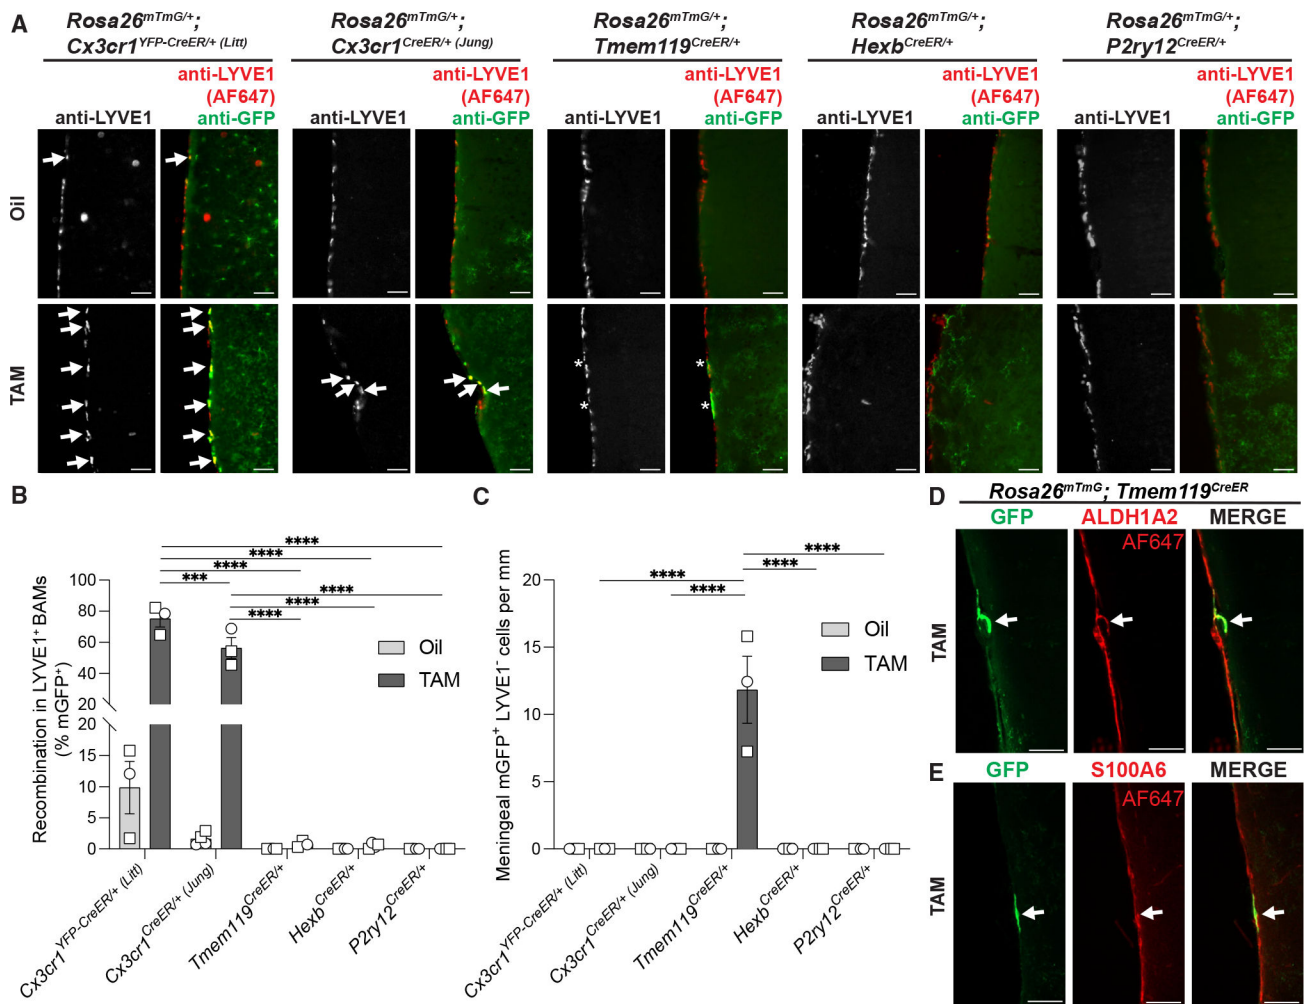 A
Rosa26mTmG/+; Cx3cr1YFP-CreER/+ (Litt)
Rosa26mTmG/+; Cx3cr1CreER/+ (Jung)
Rosa26mTmG/+; Tmem119CreER/+
Rosa26mTmG/+; HexbCreER/+
Rosa26mTmG/+; P2ry12CreER/+
anti-LYVE1
anti-LYVE1 (AF647) anti-GFP
anti-LYVE1
anti-LYVE1 (AF647) anti-GFP
anti-LYVE1
anti-LYVE1 (AF647) anti-GFP
anti-LYVE1
anti-LYVE1 (AF647) anti-GFP
anti-LYVE1
anti-LYVE1 (AF647) anti-GFP
Oil
TAM
*
*
*
*
B
Recombination in LYVE1+ BAMs
(% mGFP+)
100
80
60
40
20
20
15
10
5
0
****
****
****
***
****
****
****
Oil
TAM
Cx3cr1YFP-CreER/+ (Litt)
Cx3cr1CreER/+ (Jung)
Tmem119CreER/+
HexbCreER/+
P2ry12CreER/+
C
Meningeal mGFP+ LYVE1- cells per mm
20
15
10
5
0
****
****
****
****
Oil
TAM
Cx3cr1YFP-CreER/+ (Litt)
Cx3cr1CreER/+ (Jung)
Tmem119CreER/+
HexbCreER/+
P2ry12CreER/+
D
Rosa26mTmG; Tmem119CreER
GFP
ALDH1A2
MERGE
AF647
TAM
E
GFP
S100A6
MERGE
AF647
TAM